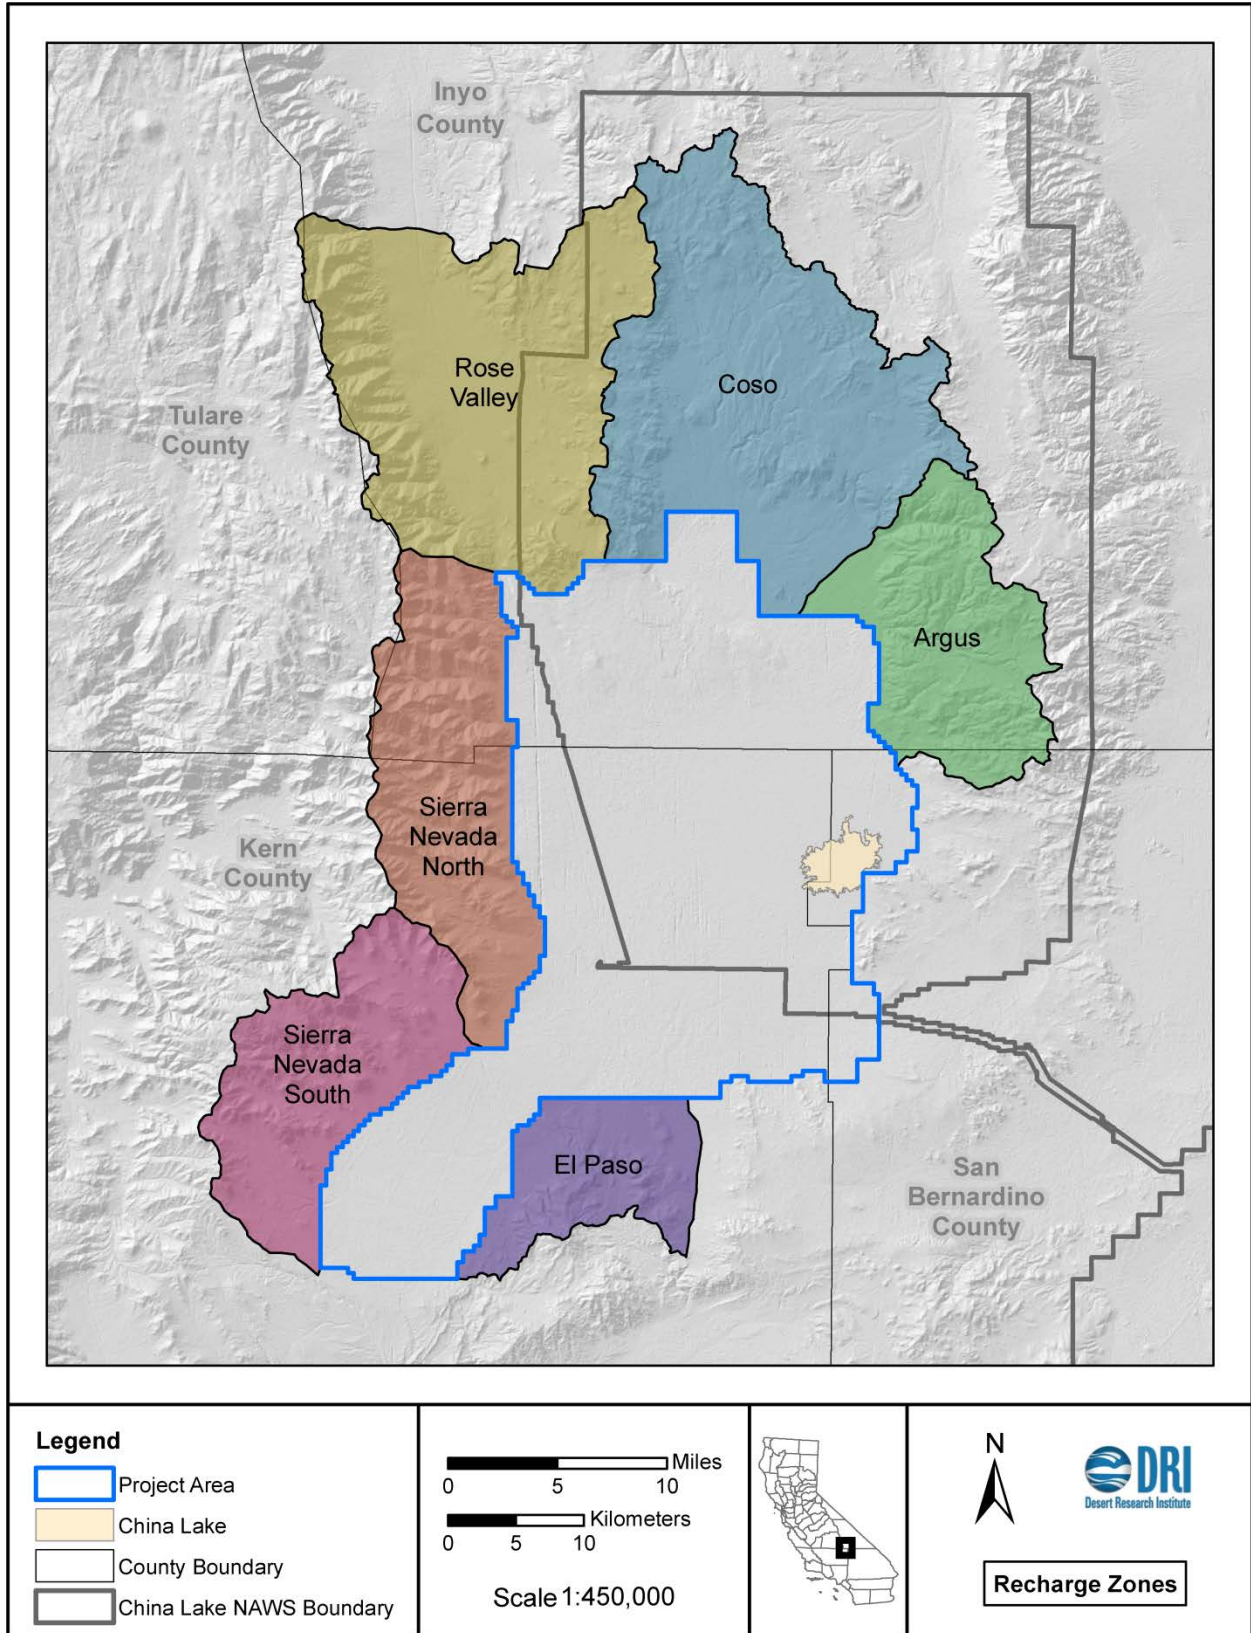 Inyo
County
Rose
Valley
Coso
Tulare
County
Argus
Sierra
Nevada
North
Kern
County
Sierra
Nevada
South
El Paso
San
Bernardino
County
Legend
Project Area
China Lake
County Boundary
China Lake NAWS Boundary
Miles
0 5 10
Kilometers
0 5 10
Scale 1:450,000
N
DRI
Desert Research Institute
Recharge Zones